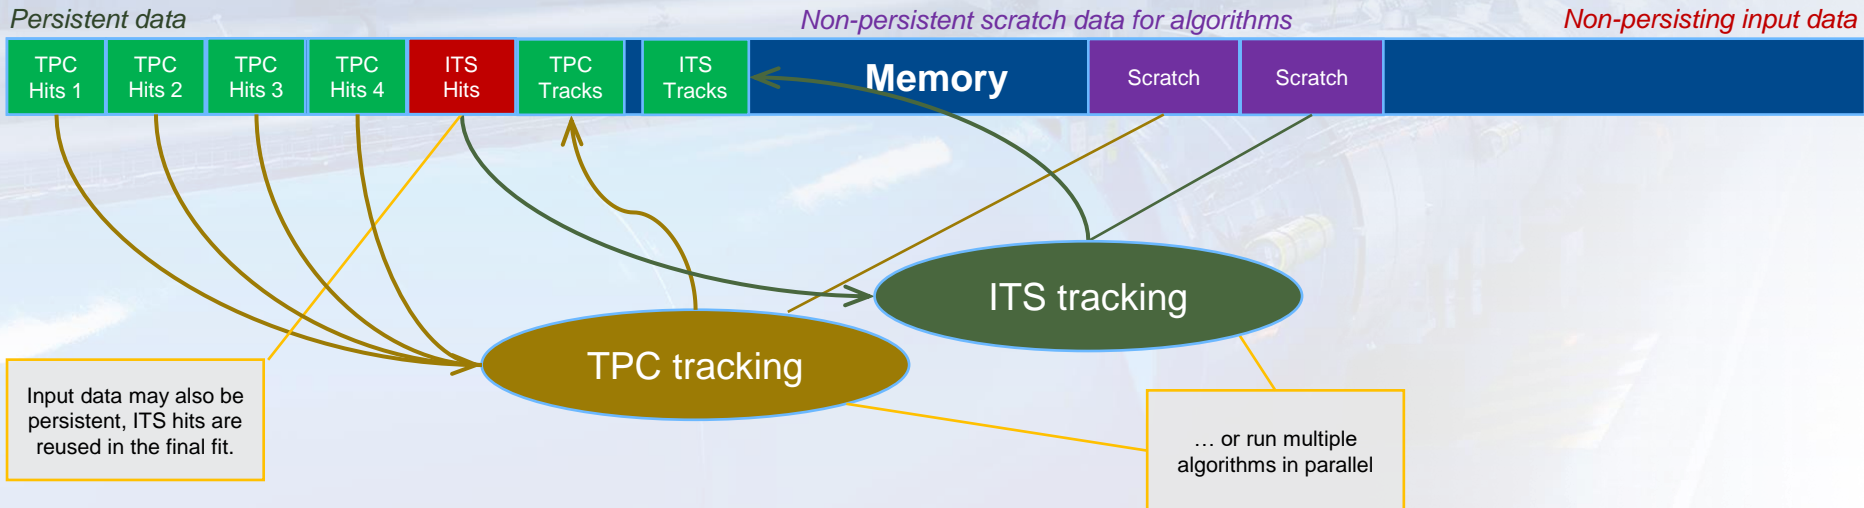 Persistent data
Non-persistent scratch data for algorithms
Non-persisting input data
TPC
Hits 1
TPC
Hits 2
TPC
Hits 3
TPC
Hits 4
ITS
Hits
TPC
Tracks
ITS
Tracks
Memory
Scratch
Scratch
ITS tracking
TPC tracking
Input data may also be
persistent, ITS hits are
reused in the final fit.
… or run multiple
algorithms in parallel